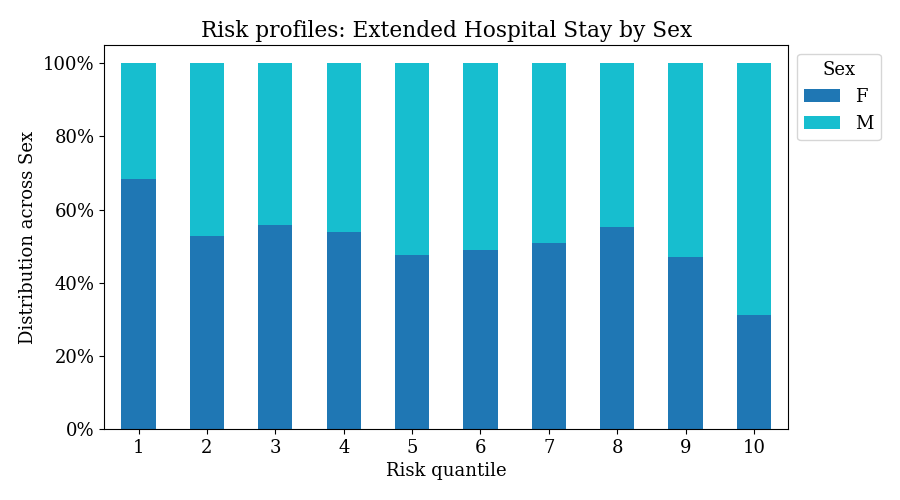 Risk profiles: Extended Hospital Stay by Sex
Distribution across Sex
100%
80%
60%
40%
20%
0%
1 2 3 4 5 6 7 8 9 10
Risk quantile
Sex
F
M